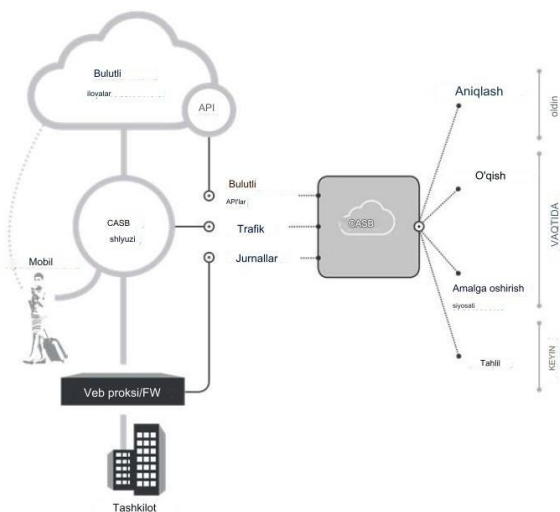 Bulutli
ilovalar
API
CASB
shlyuzi
Mobil
Veb proksi/FW
Tashkilot
Bulutli
API'lar
Trafik
Jurnallar
CASB
Aniqlash
O'qish
Amalga oshirish
siyosati
Tahlil
oldin
VAQTIDA
KEYIN